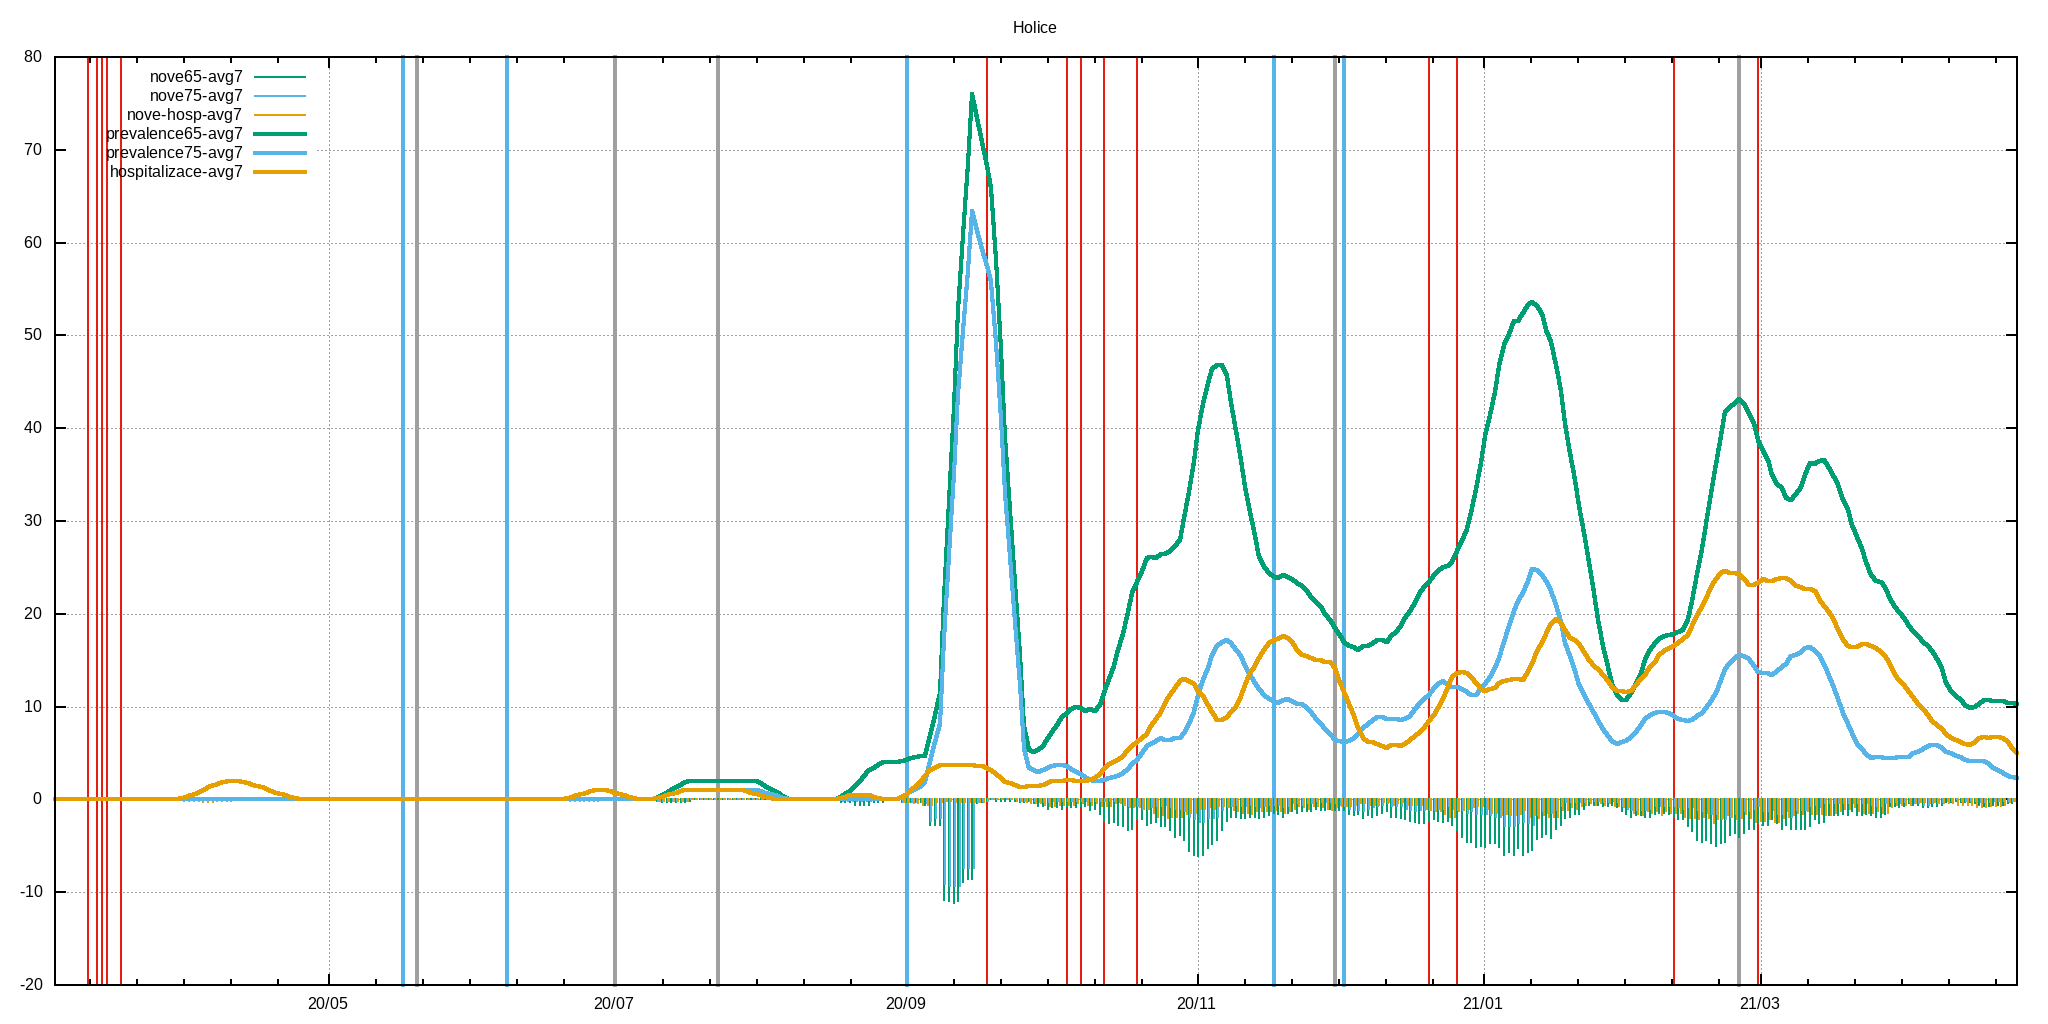 Holice
80
70
60
50
40
30
20
10
0
-10
-20
nove65-avg7
nove75-avg7
nove-hosp-avg7
prevalence65-avg7
prevalence75-avg7
hospitalizace-avg7
20/05 20/07 20/09 20/11 21/01 21/03